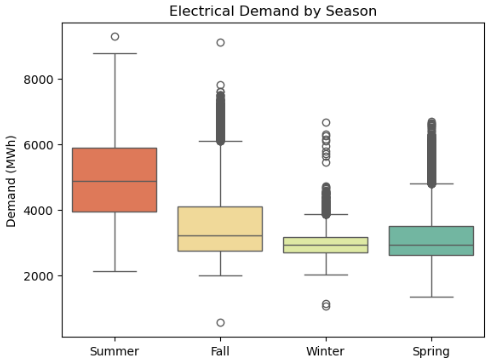 Electrical Demand by Season
Demand (MWh)
8000
6000
4000
2000
Summer Fall Winter Spring